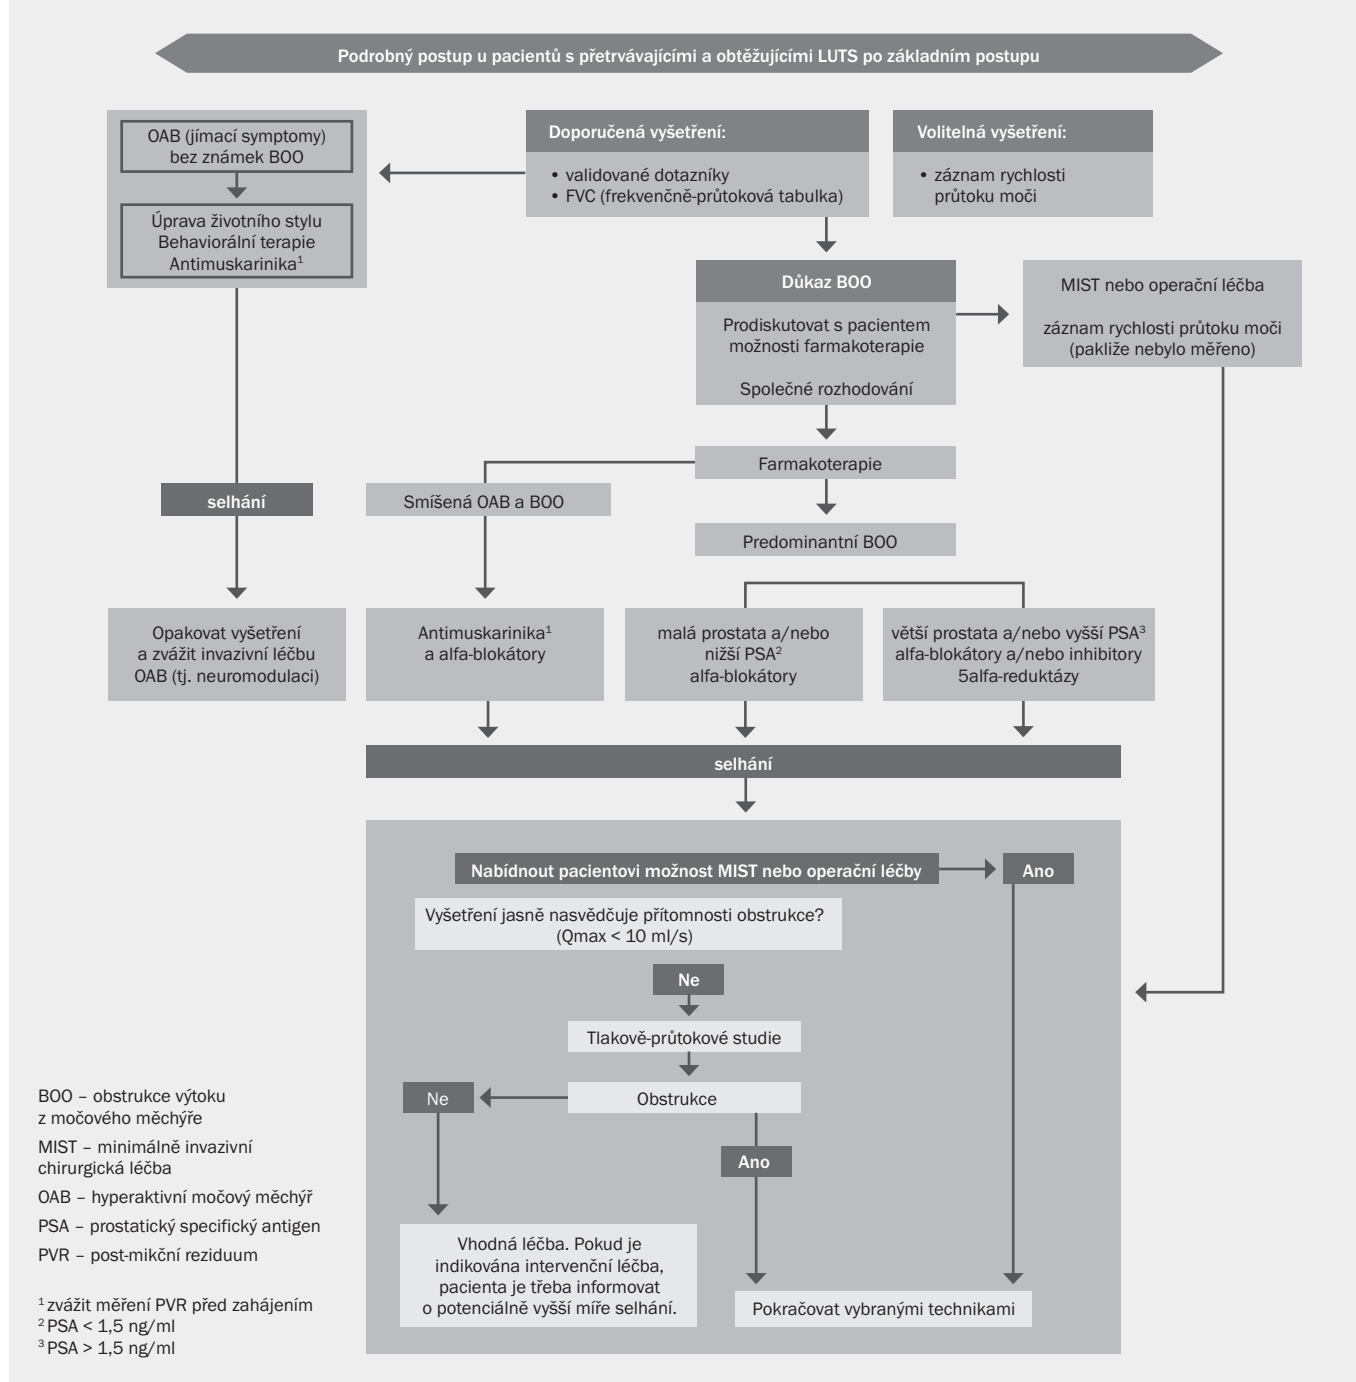 Podrobný postup u pacientů s přetrvávajícími a obtěžujícími LUTS po základním postupu
OAB (jímací symptomy)
bez známek BOO
Úprava životního stylu
Behaviorální terapie
Antimuskarinika¹
Doporučená vyšetření:
• validované dotazníky
• FVC (frekvenčně-průtoková tabulka)
Volitelná vyšetření:
• záznam rychlosti
průtoku moči
Důkaz BOO
Prodiskutovat s pacientem
možnosti farmakoterapie
Společné rozhodování
MIST nebo operační léčba
záznam rychlosti průtoku moči
(pakliže nebylo měřeno)
Farmakoterapie
selhání
Smíšená OAB a BOO
Predominantní BOO
Opakovat vyšetření
a zvážit invazivní léčbu
OAB (tj. neuromodulaci)
Antimuskarinika¹
a alfa-blokátory
malá prostata a/nebo
nižší PSA²
alfa-blokátory
větší prostata a/nebo vyšší PSA³
alfa-blokátory a/nebo inhibitory
5alfa-reduktázy
selhání
Nabídnout pacientovi možnost MIST nebo operační léčby
Ano
Vyšetření jasně nasvědčuje přítomnosti obstrukce?
(Qmax < 10 ml/s)
Ne
Tlakově-průtokové studie
Ne
Obstrukce
Ano
Vhodná léčba. Pokud je
indikována intervenční léčba,
pacienta je třeba informovat
o potenciálně vyšší míře selhání.
Pokračovat vybranými technikami
BOO – obstrukce výtoku
z močového měchýře
MIST – minimálně invazivní
chirurgická léčba
OAB – hyperaktivní močový měchýř
PSA – prostatický specifický antigen
PVR – post-mikční reziduum
¹ zvážit měření PVR před zahájením
² PSA < 1,5 ng/ml
³ PSA > 1,5 ng/ml